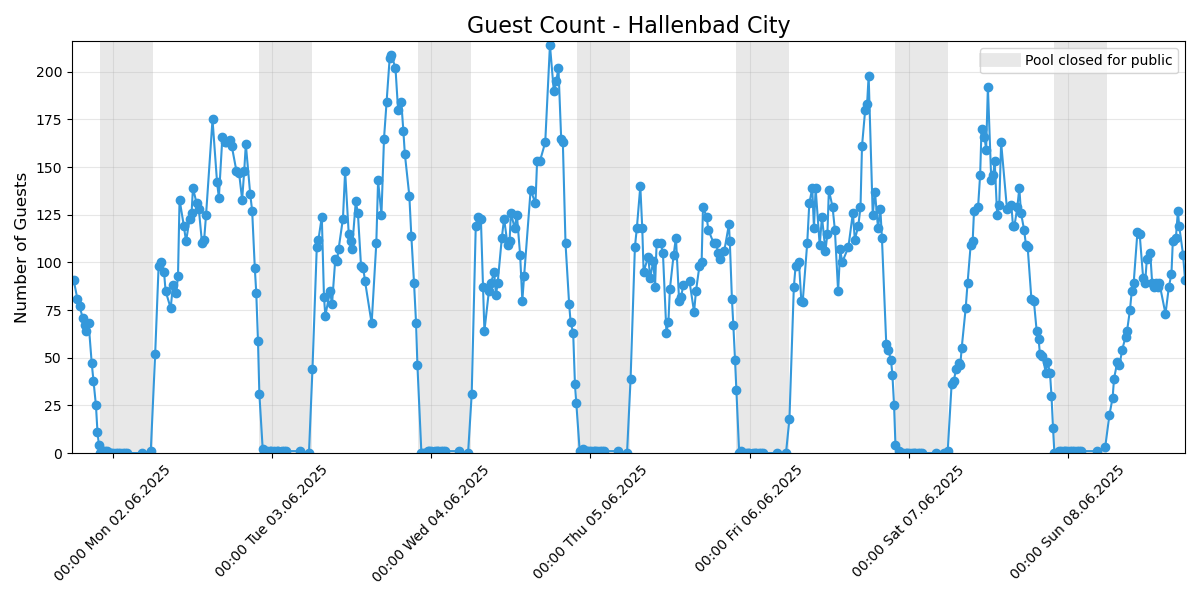 Guest Count - Hallenbad City
Pool closed for public
Number of Guests
200
175
150
125
100
75
50
25
0
00:00 Mon 02.06.2025
00:00 Tue 03.06.2025
00:00 Wed 04.06.2025
00:00 Thu 05.06.2025
00:00 Fri 06.06.2025
00:00 Sat 07.06.2025
00:00 Sun 08.06.2025